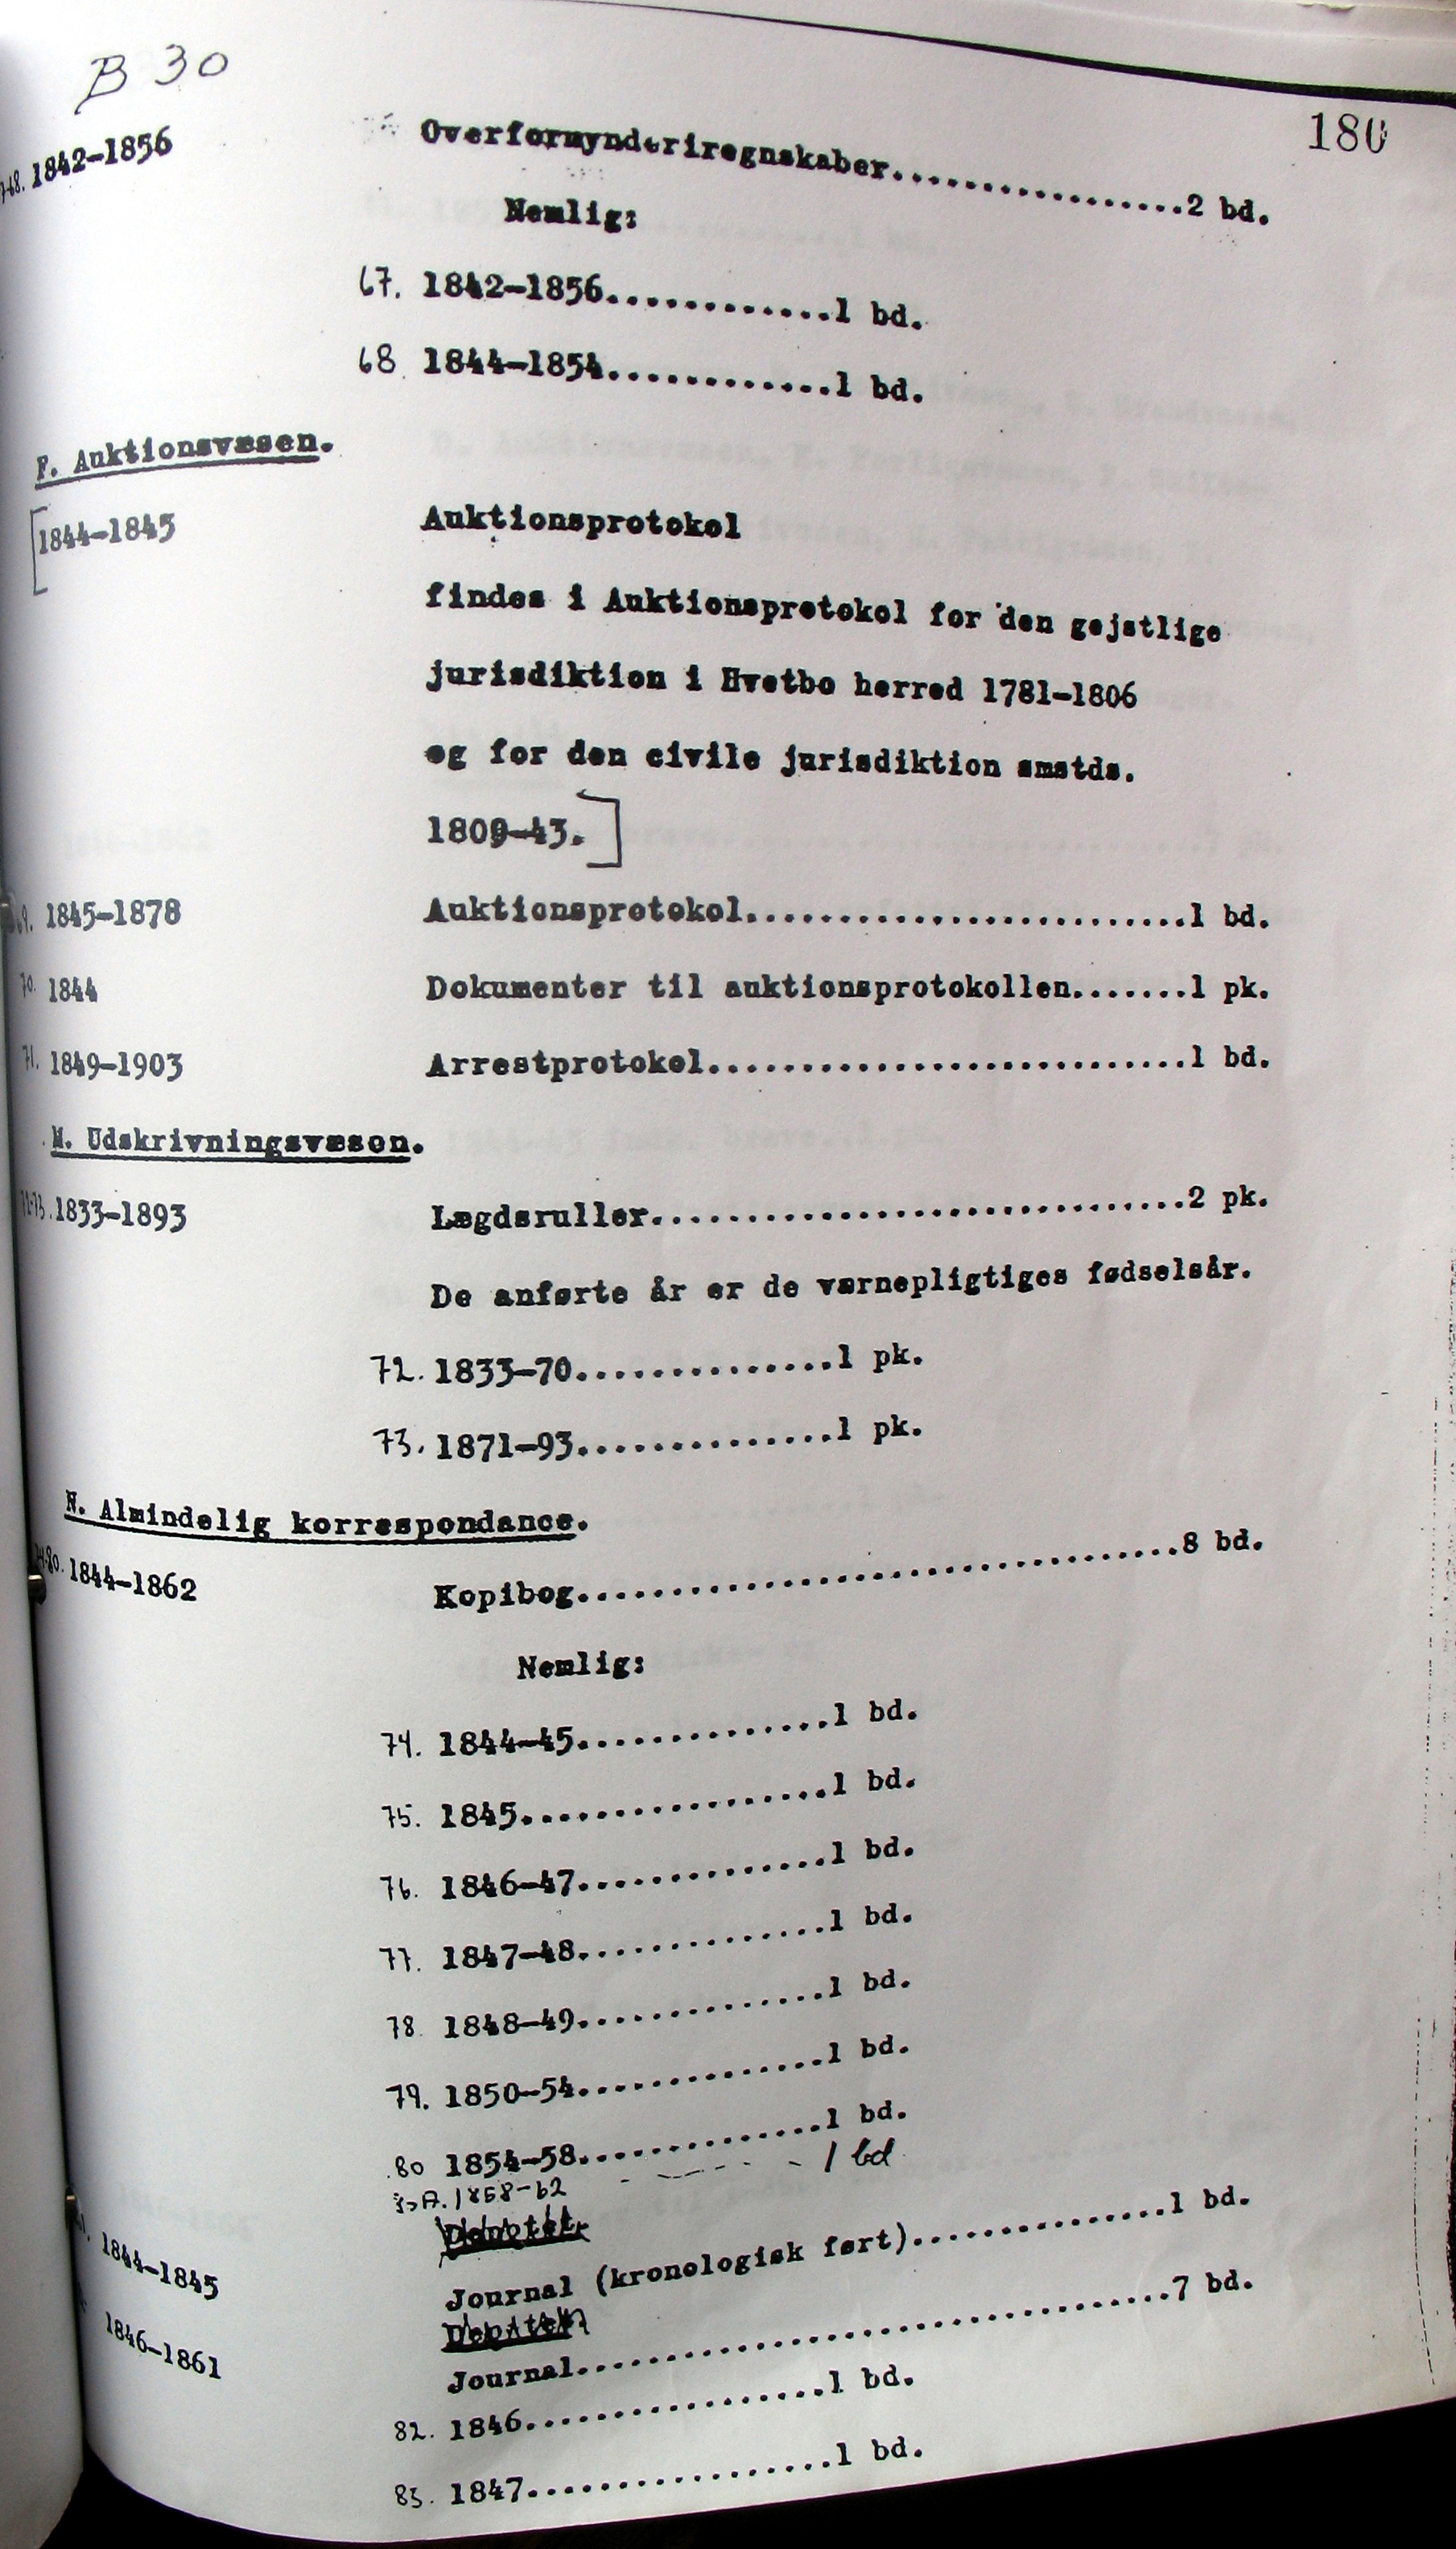 B 30
180
67-68. 1842-1856 Overformynderiregnskaber.................2 bd.
Nemlig:
67. 1842-1856.............1 bd.
68 1844-1854............1 bd.
F. Auktionsvæsen.
[1844-1845 Auktionsprotokol
findes i Auktionsprotokol for den gejstlige
jurisdiktion i Hvetbo herred 1781-1806
og for den civile jurisdiktion smstds.
1809-43.]
69. 1845-1878 Auktionsprotokol........................1 bd.
70. 1844 Dokumenter til auktionsprotokollen.......1 pk.
71. 1849-1903 Arrestprotokol..........................1 bd.
M. Udskrivningsvæsen.
72-73. 1833-1893 Lægdsruller.............................2 pk.
De anførte år er de værnepligtiges fødselsår.
72. 1833-70..............1 pk.
73. 1871-93..............1 pk.
N. Almindelig korrespondance.
74-80. 1844-1862 Kopibog.................................8 bd.
Nemlig:
74. 1844-45..............1 bd.
75. 1845.................1 bd.
76. 1846-47..............1 bd.
77. 1847-48..............1 bd.
78. 1848-49..............1 bd.
79. 1850-54..............1 bd.
80 1854-58..............1 bd.
1858-62 - - - - - 1 bd
1844-1845 Journal (kronologisk ført)...............1 bd.
1846-1861 Journal.................................7 bd.
82. 1846.................1 bd.
83. 1847.................1 bd.